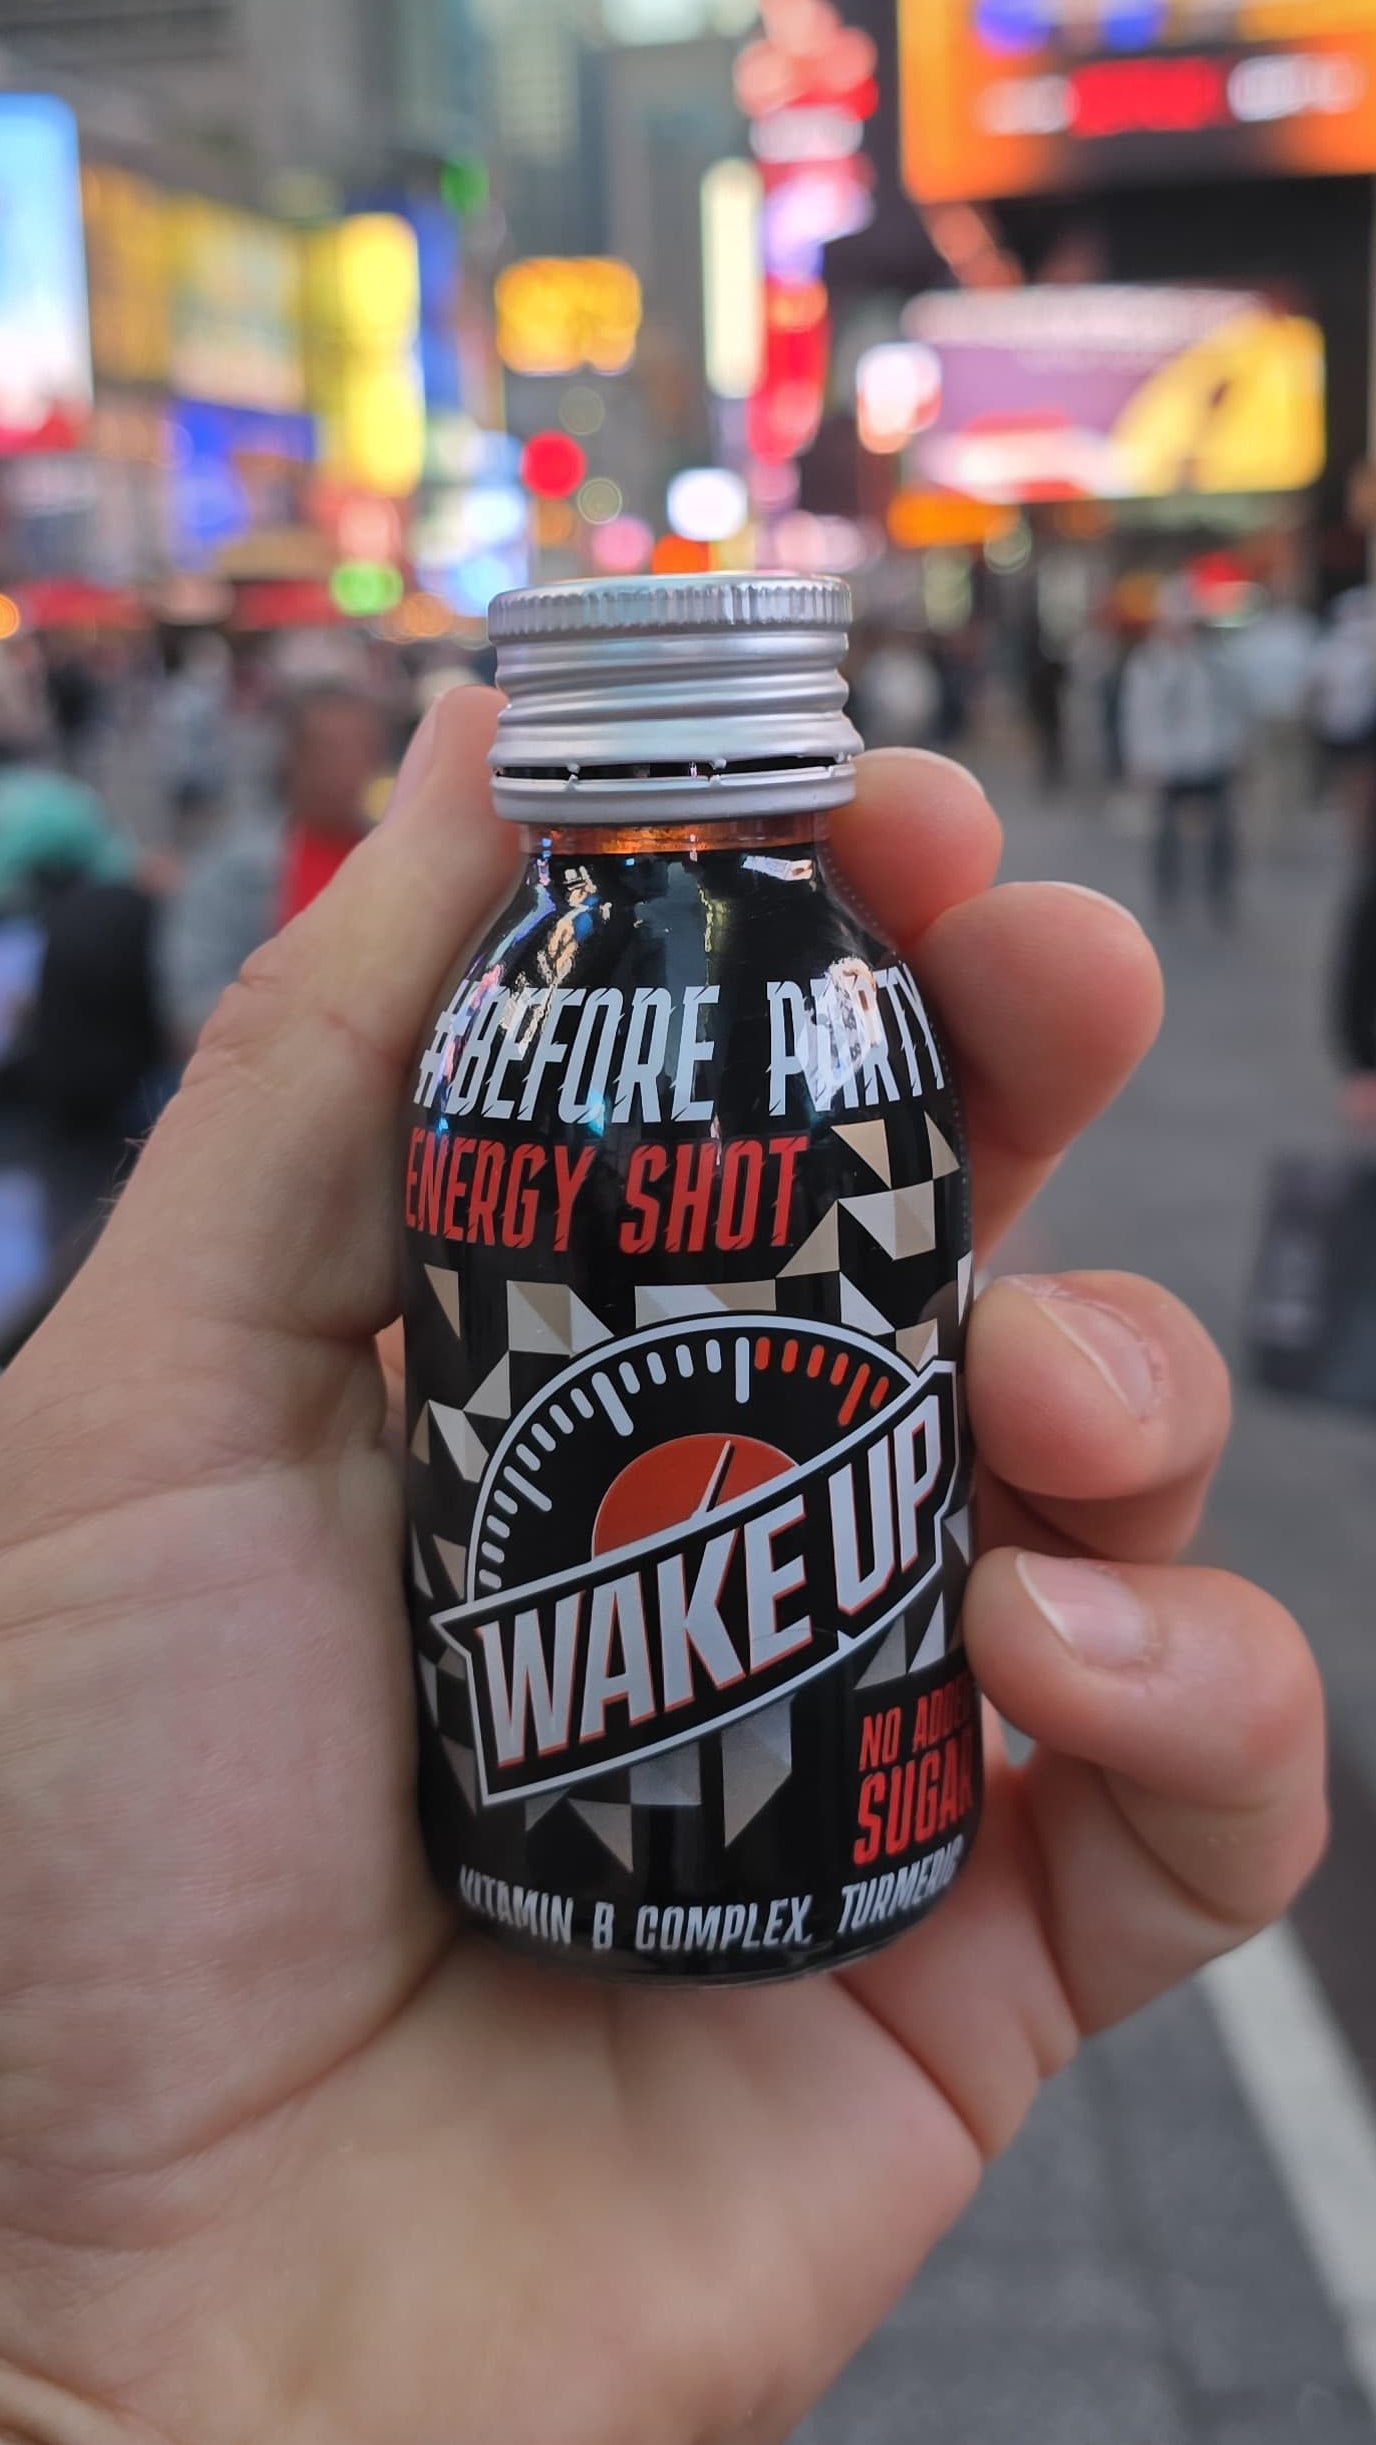 #BEFORE PARTY
ENERGY SHOT
WAKE UP
NO ADDED
SUGAR
VITAMIN B COMPLEX, TURMERIC